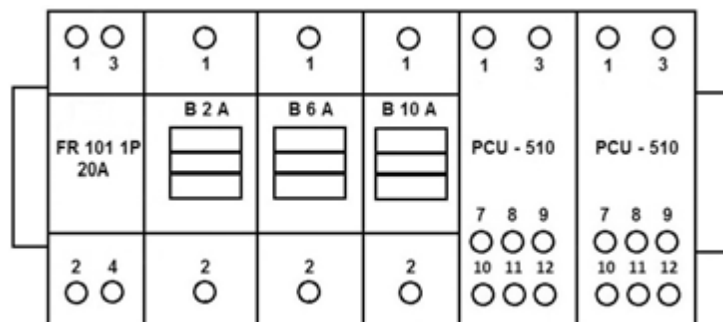 1 3 1 1 1 1 3 1 3
B 2 A B 6 A B 10 A
FR 101 1P
20A
PCU - 510 PCU - 510
7 8 9 7 8 9
2 4 2 2 2 10 11 12 10 11 12